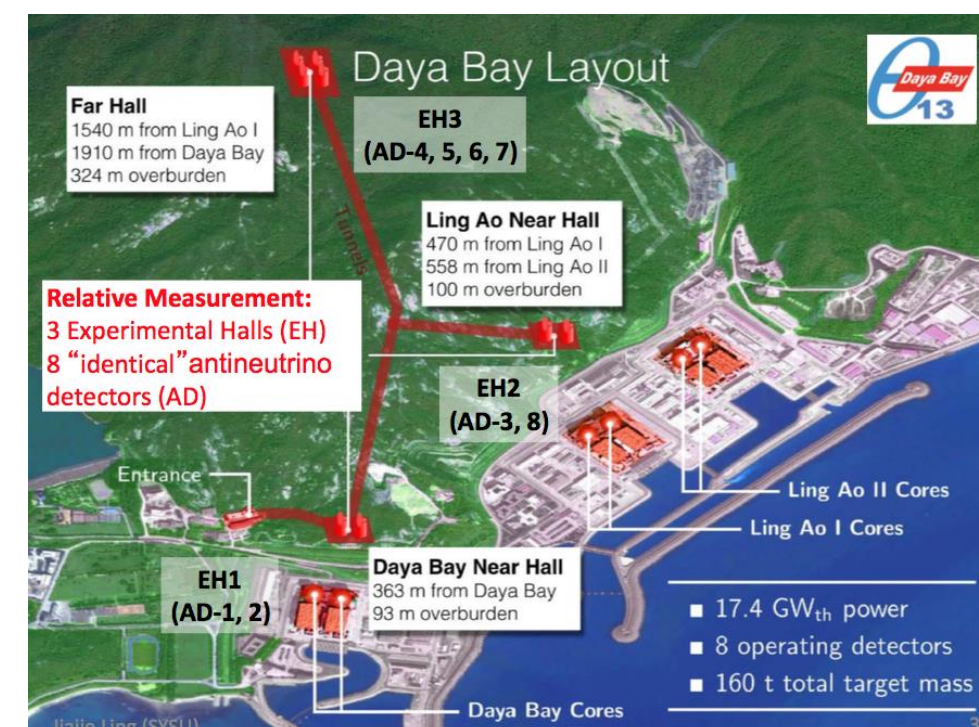 Daya Bay Layout
θ
Daya Bay
13
Far Hall
1540 m from Ling Ao I
1910 m from Daya Bay
324 m overburden
EH3
(AD-4, 5, 6, 7)
Tunnels
Ling Ao Near Hall
470 m from Ling Ao I
558 m from Ling Ao II
100 m overburden
Relative Measurement:
3 Experimental Halls (EH)
8 “identical”antineutrino
detectors (AD)
EH2
(AD-3, 8)
Entrance
Ling Ao II Cores
Ling Ao I Cores
EH1
(AD-1, 2)
Daya Bay Near Hall
363 m from Daya Bay
93 m overburden
▪ 17.4 GWth power
▪ 8 operating detectors
▪ 160 t total target mass
Daya Bay Cores
Jiajie Ling (SYSU)